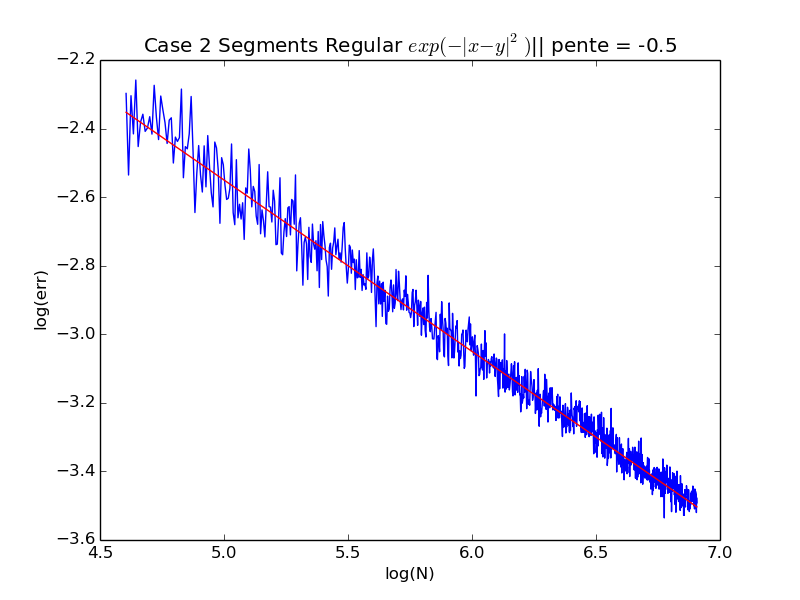 Case 2 Segments Regular exp(−|x−y|² )|| pente = -0.5
−2.2
−2.4
−2.6
−2.8
−3.0
−3.2
−3.4
−3.6
log(err)
4.5 5.0 5.5 6.0 6.5 7.0
log(N)